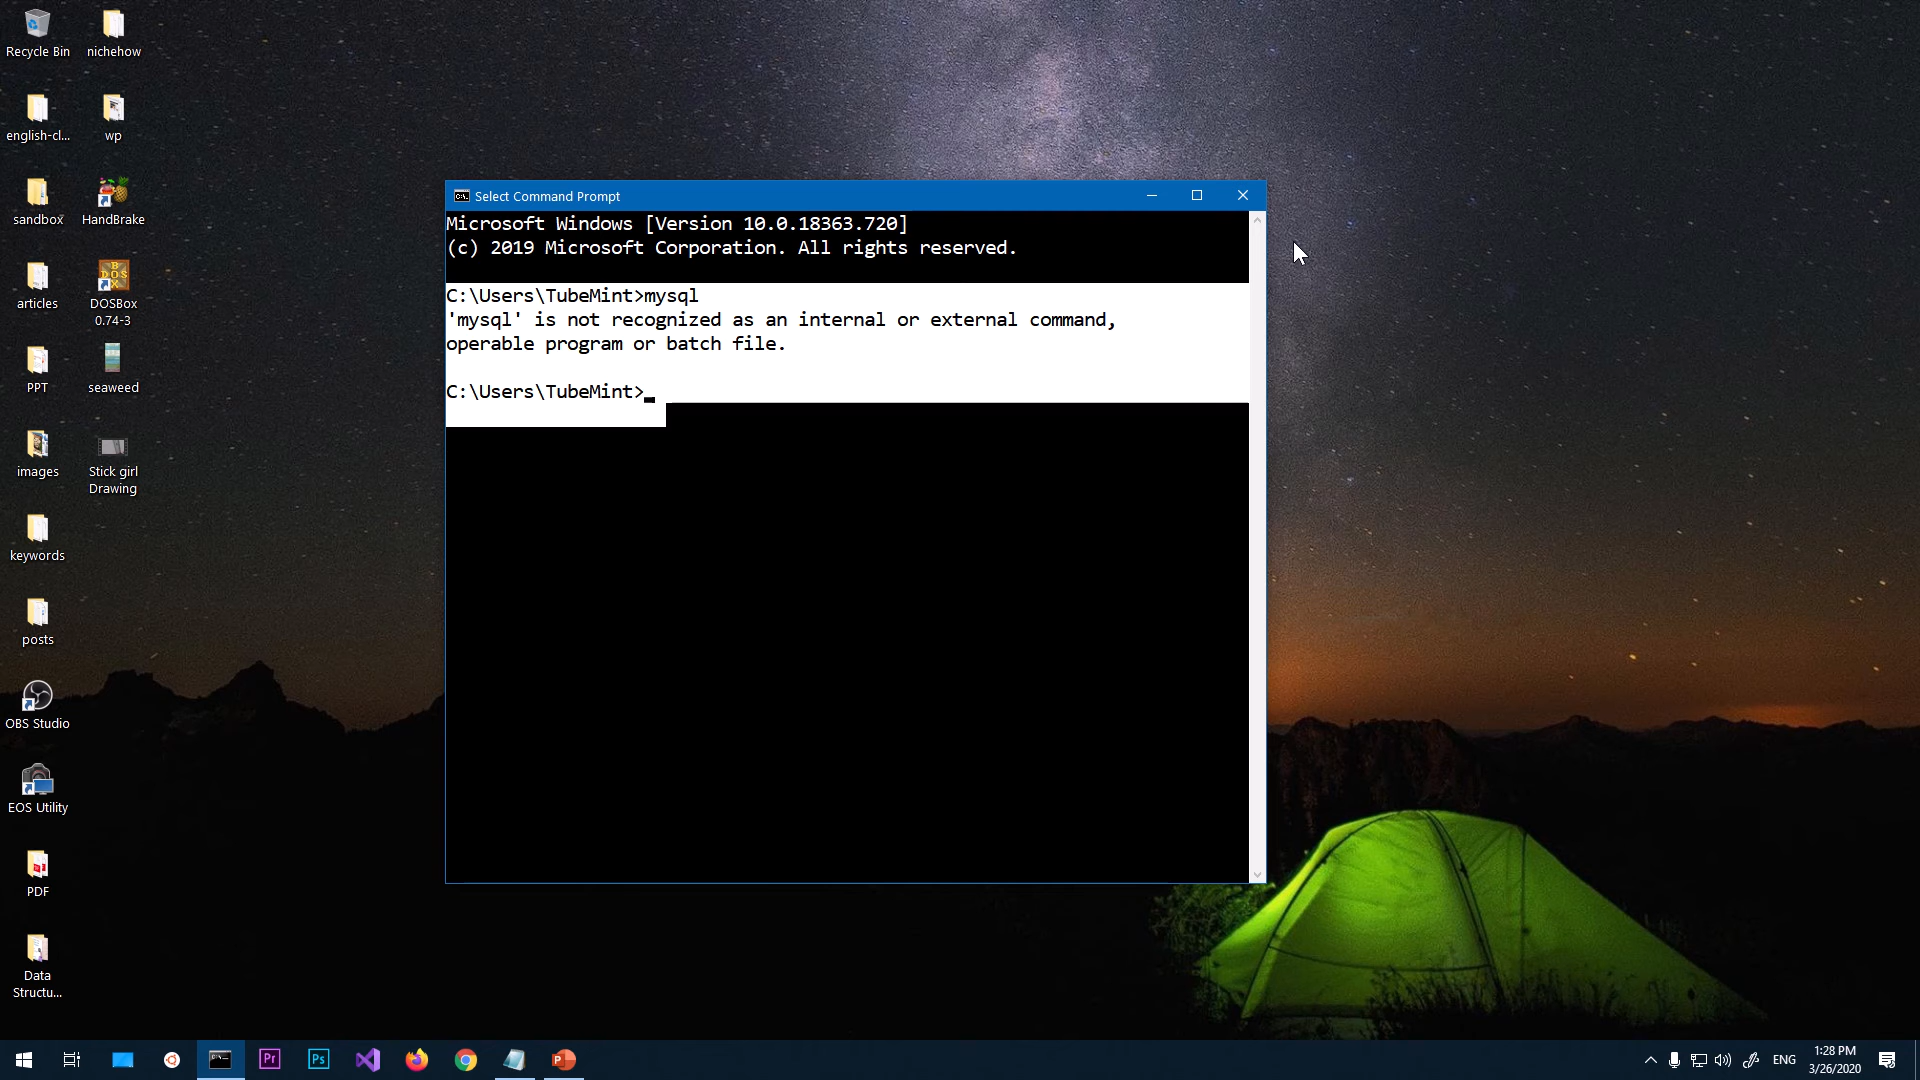 Recycle Bin
nichehow
english-cl...
wp
sandbox
HandBrake
articles
DOSBox
0.74-3
PPT
seaweed
images
Stick girl
Drawing
keywords
posts
OBS Studio
EOS Utility
PDF
Data
Structu...
Select Command Prompt
Microsoft Windows [Version 10.0.18363.720]
(c) 2019 Microsoft Corporation. All rights reserved.
C:\Users\TubeMint>mysql
'mysql' is not recognized as an internal or external command,
operable program or batch file.
C:\Users\TubeMint>
Pr
Ps
ENG
1:28 PM
3/26/2020